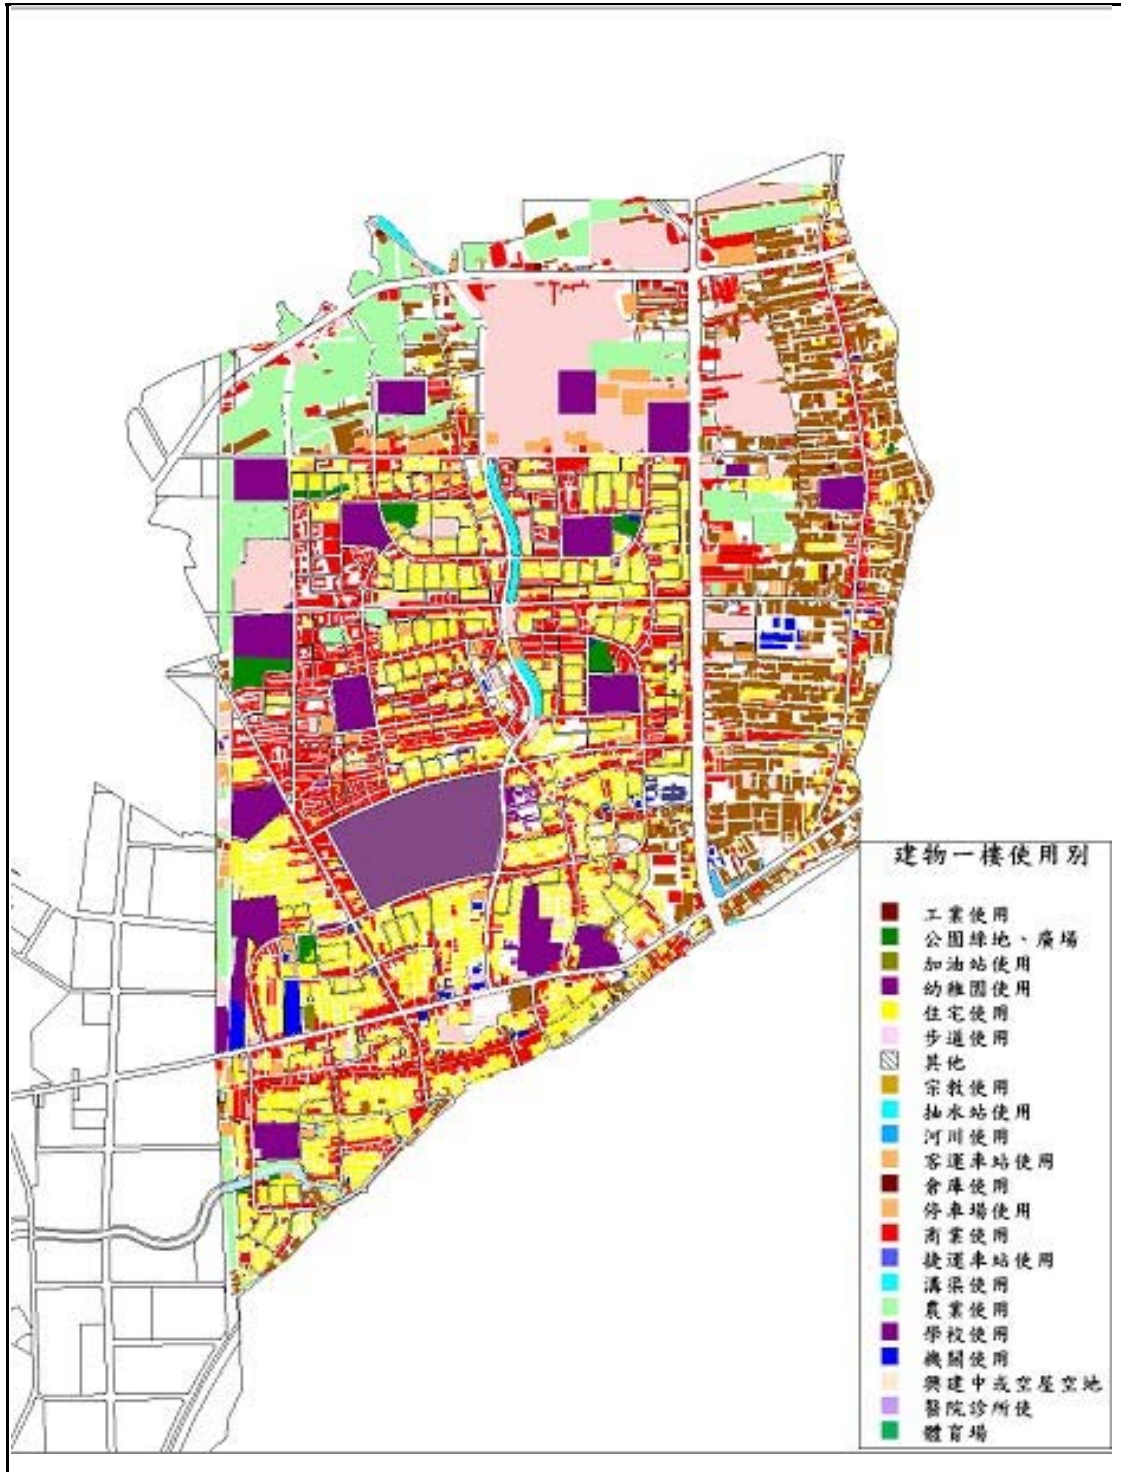 建物一樓使用別
工業使用
公園綠地、廣場
加油站使用
幼稚園使用
住宅使用
步道使用
其他
宗教使用
抽水站使用
河川使用
客運車站使用
倉庫使用
停車場使用
商業使用
捷運車站使用
溝渠使用
農業使用
學校使用
機關使用
興建中或空屋空地
醫院診所使
體育場